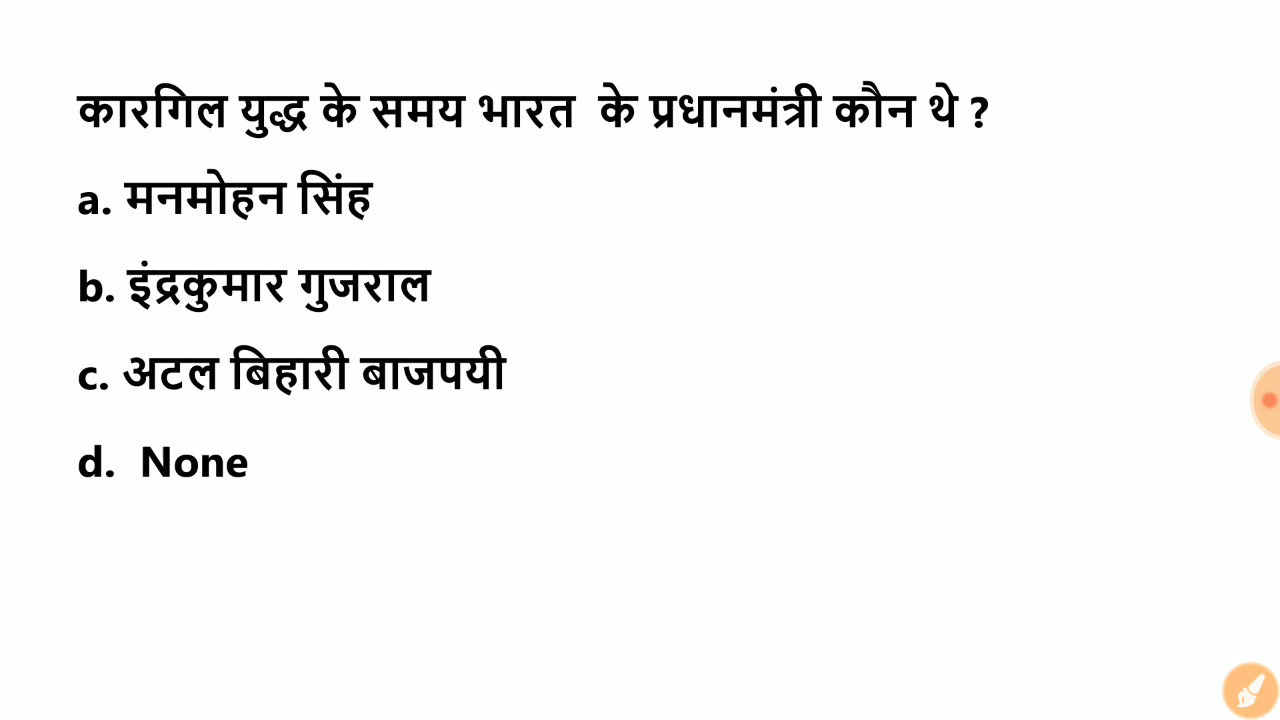 कारगिल युद्ध के समय भारत के प्रधानमंत्री कौन थे ?
a. मनमोहन सिंह
b. इंद्रकुमार गुजराल
c. अटल बिहारी बाजपयी
d. None